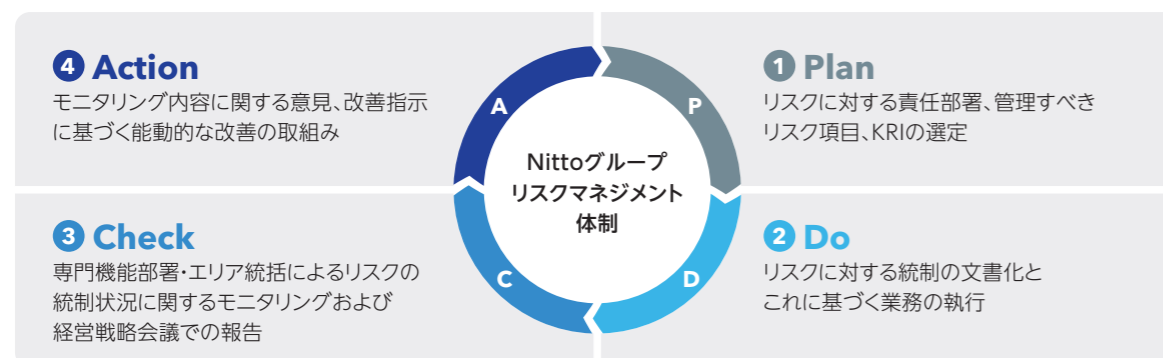 ❹ Action
モニタリング内容に関する意見、改善指示
に基づく能動的な改善の取組み
❶ Plan
リスクに対する責任部署、管理すべき
リスク項目、KRIの選定
A
P
Nittoグループ
リスクマネジメント
体制
C
D
❸ Check
専門機能部署・エリア統括によるリスクの
統制状況に関するモニタリングおよび
経営戦略会議での報告
❷ Do
リスクに対する統制の文書化と
これに基づく業務の執行